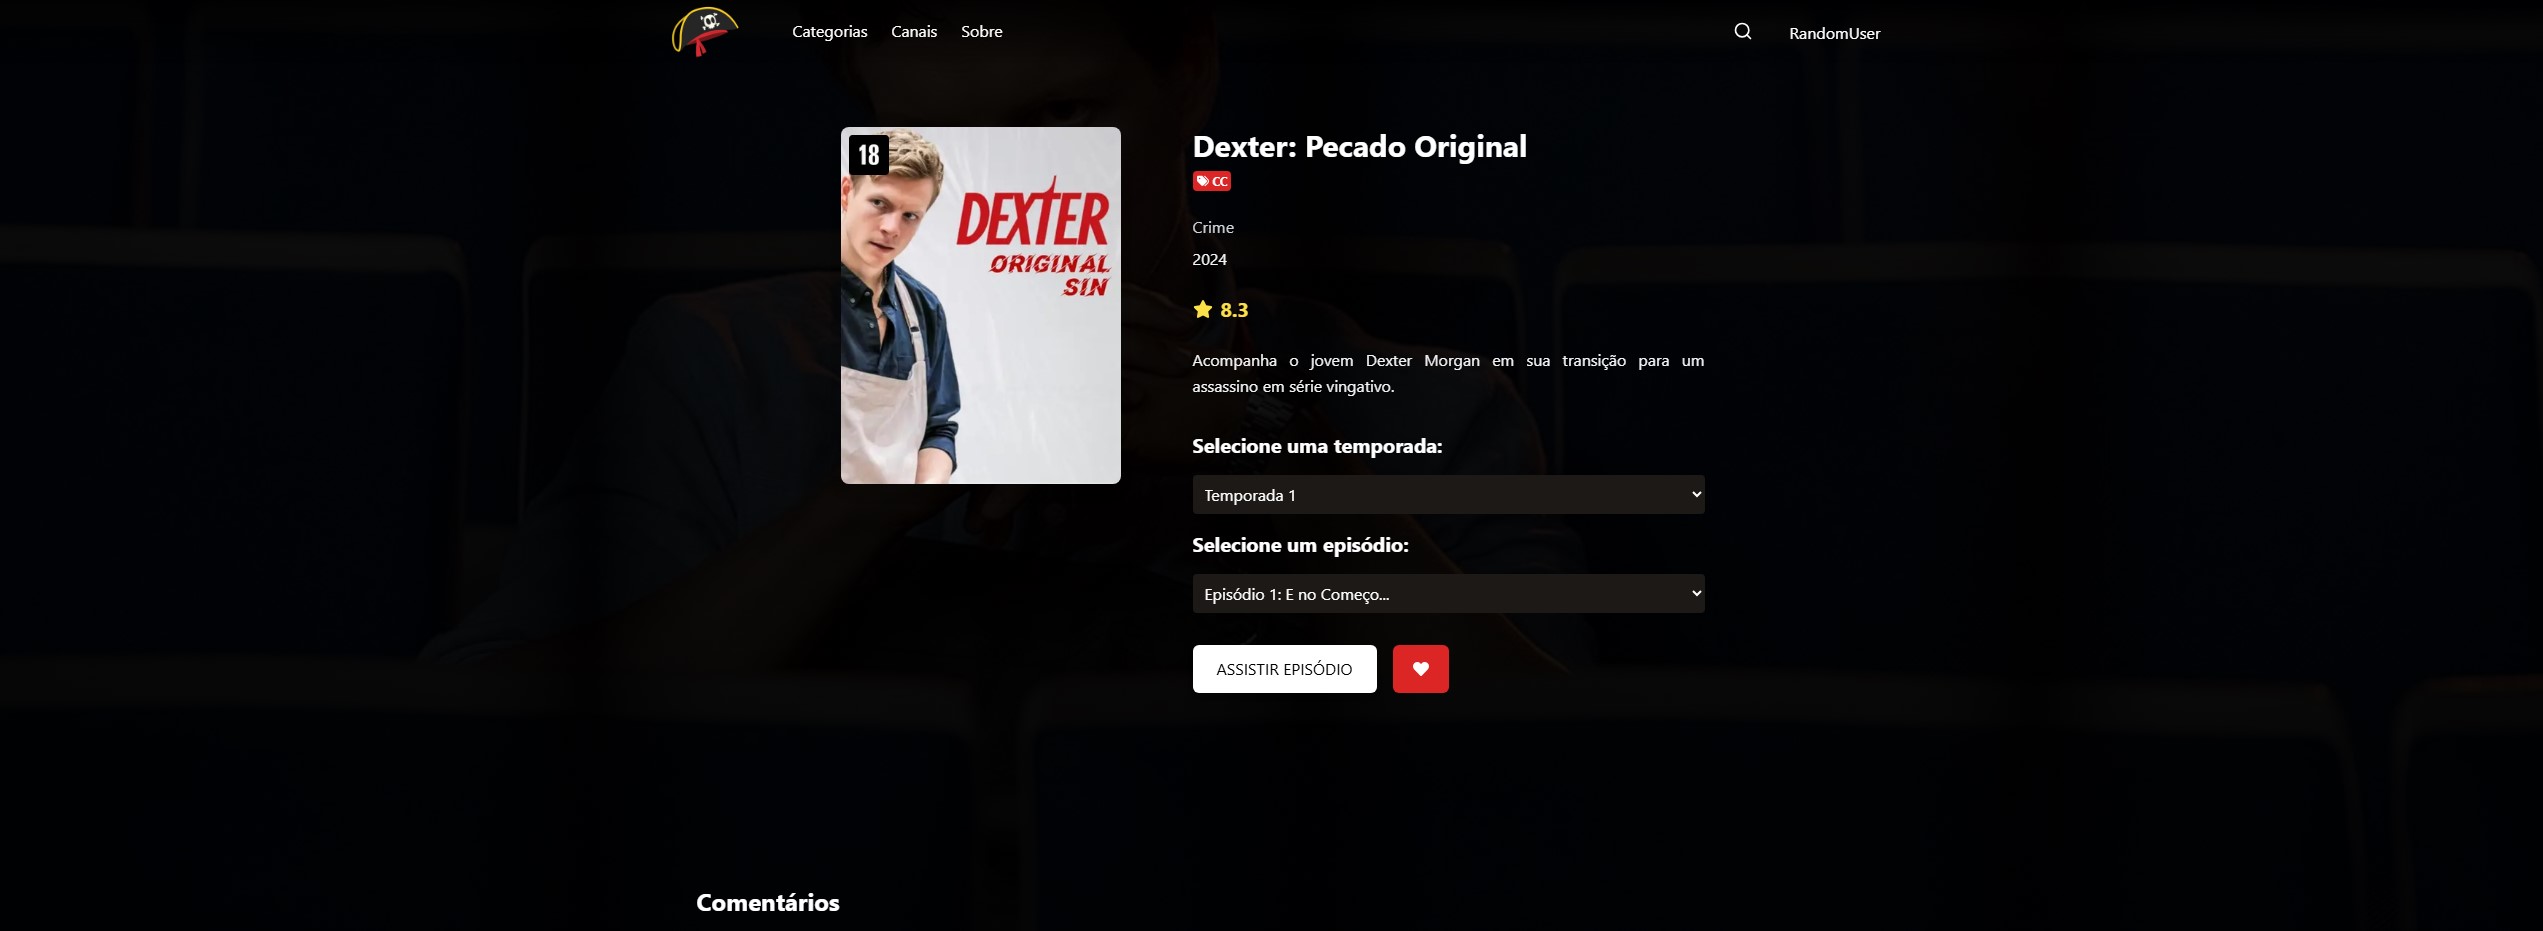 Categorias
Canais
Sobre
RandomUser
18
DEXTER
ORIGINAL
SIN
Dexter: Pecado Original
CC
Crime
2024
8.3
Acompanha o jovem Dexter Morgan em sua transição para um
assassino em série vingativo.
Selecione uma temporada:
Temporada 1
Selecione um episódio:
Episódio 1: E no Começo...
ASSISTIR EPISÓDIO
Comentários